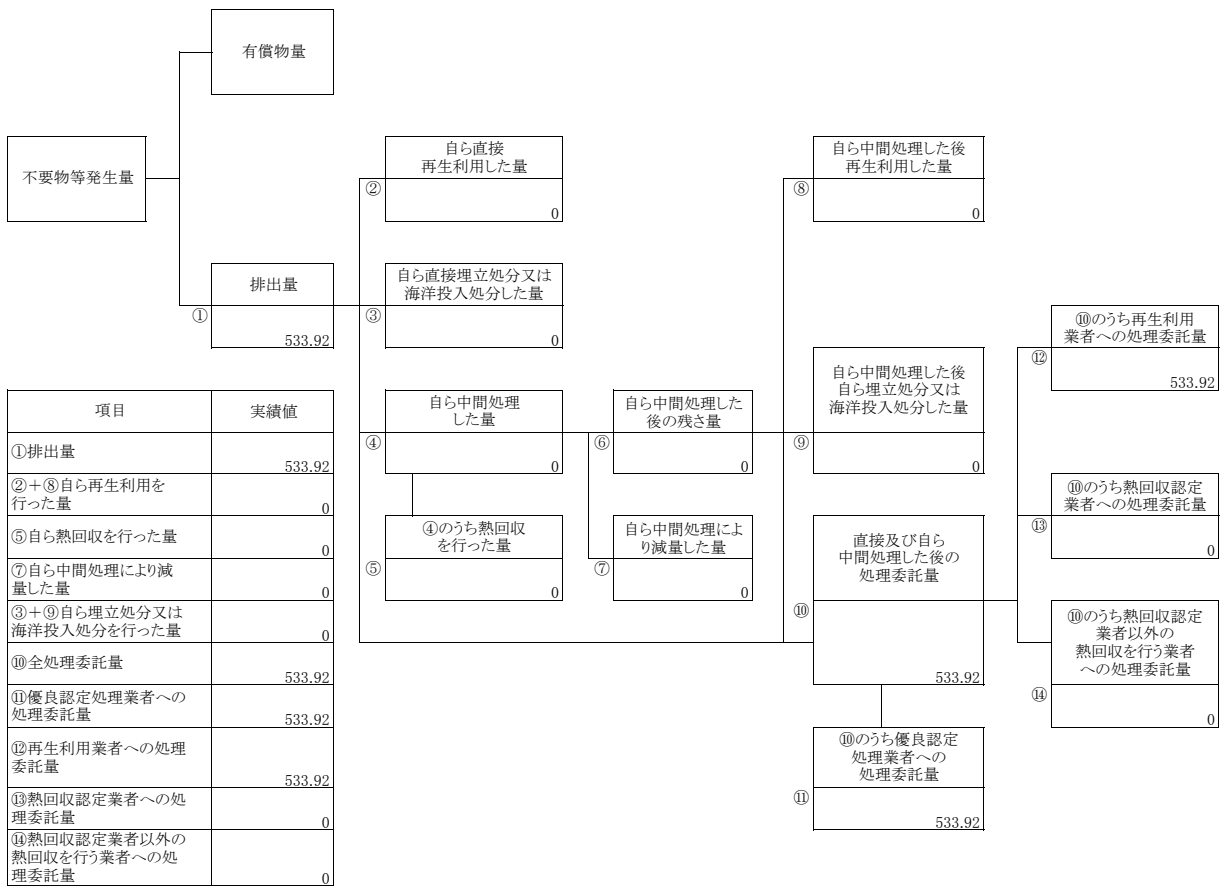 有償物量
不要物等発生量
排出量
①
533.92
自ら直接
再生利用した量
②
0
自ら直接埋立処分又は
海洋投入処分した量
③
0
自ら中間処理
した量
④
0
④のうち熱回収
を行った量
⑤
0
自ら中間処理した
後の残さ量
⑥
0
自ら中間処理によ
り減量した量
⑦
0
自ら中間処理した後
再生利用した量
⑧
0
自ら中間処理した後
自ら埋立処分又は
海洋投入処分した量
⑨
0
直接及び自ら
中間処理した後の
処理委託量
⑩
533.92
⑩のうち優良認定
処理業者への
処理委託量
⑪
533.92
⑩のうち再生利用
業者への処理委託量
⑫
533.92
⑩のうち熱回収認定
業者への処理委託量
⑬
0
⑩のうち熱回収認定
業者以外の
熱回収を行う業者
への処理委託量
⑭
0
項目 実績値
①排出量
533.92
②+⑧自ら再生利用を
行った量
0
⑤自ら熱回収を行った量
0
⑦自ら中間処理により減
量した量
0
③+⑨自ら埋立処分又は
海洋投入処分を行った量
0
⑩全処理委託量
533.92
⑪優良認定処理業者への
処理委託量
533.92
⑫再生利用業者への処理
委託量
533.92
⑬熱回収認定業者への処
理委託量
0
⑭熱回収認定業者以外の
熱回収を行う業者への処
理委託量
0